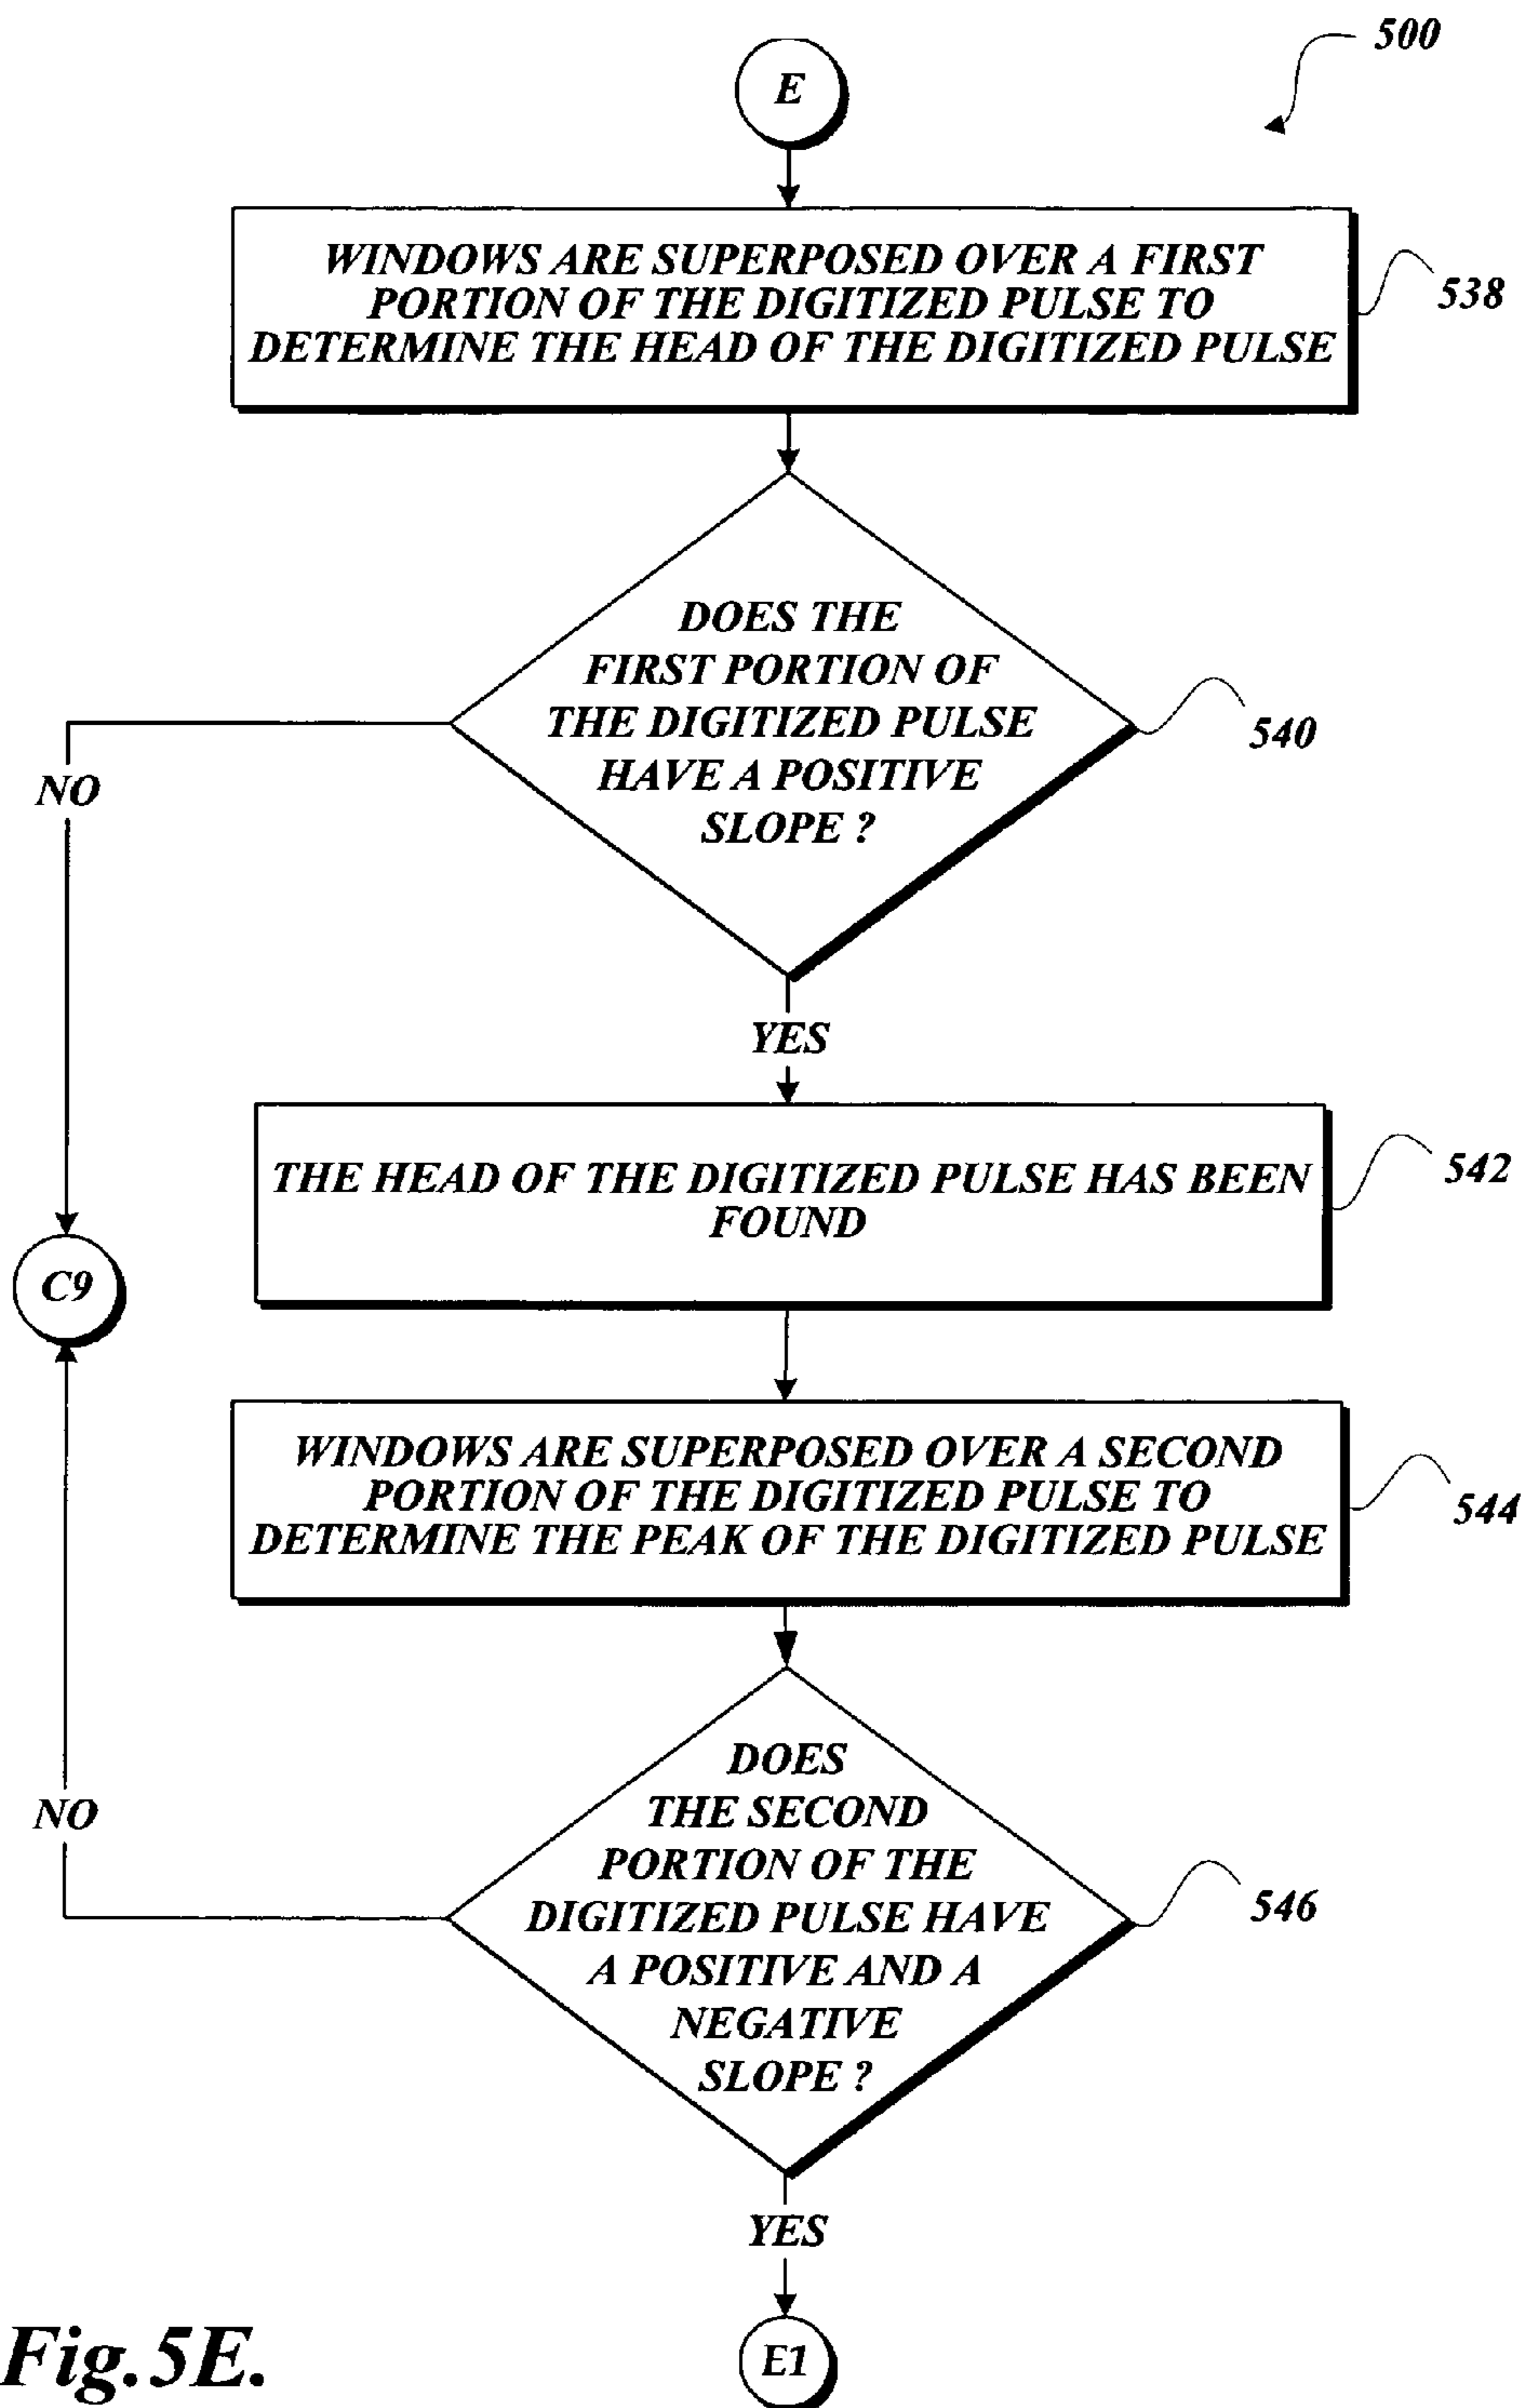 500
E
WINDOWS ARE SUPERPOSED OVER A FIRST
PORTION OF THE DIGITIZED PULSE TO
DETERMINE THE HEAD OF THE DIGITIZED PULSE
538
DOES THE
FIRST PORTION OF
THE DIGITIZED PULSE
HAVE A POSITIVE
SLOPE ?
540
NO
YES
THE HEAD OF THE DIGITIZED PULSE HAS BEEN
FOUND
542
C9
WINDOWS ARE SUPERPOSED OVER A SECOND
PORTION OF THE DIGITIZED PULSE TO
DETERMINE THE PEAK OF THE DIGITIZED PULSE
544
DOES
THE SECOND
PORTION OF THE
DIGITIZED PULSE HAVE
A POSITIVE AND A
NEGATIVE
SLOPE ?
546
NO
YES
E1
Fig.5E.